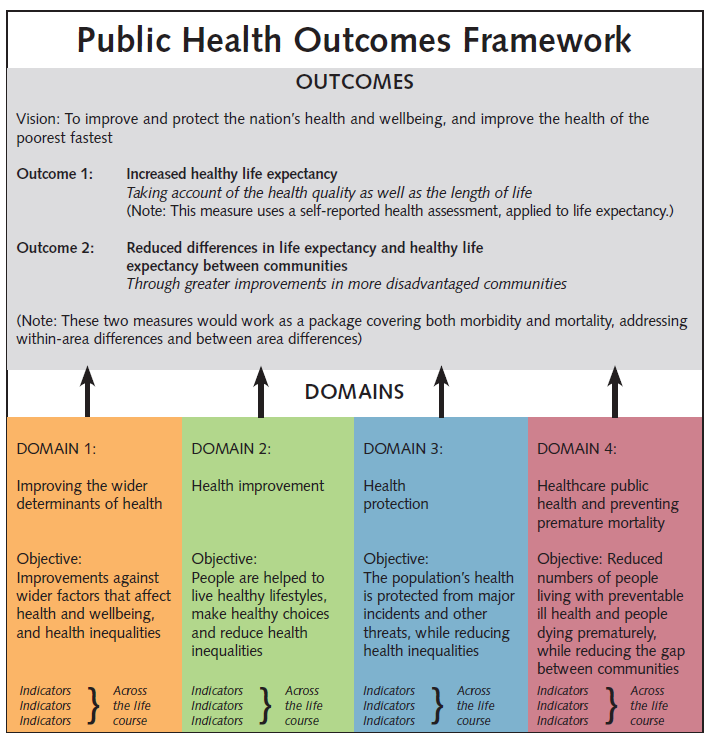 Public Health Outcomes Framework
OUTCOMES
Vision: To improve and protect the nation's health and wellbeing, and improve the health of the
poorest fastest
Outcome 1: Increased healthy life expectancy
Taking account of the health quality as well as the length of life
(Note: This measure uses a self-reported health assessment, applied to life expectancy.)
Outcome 2: Reduced differences in life expectancy and healthy life
expectancy between communities
Through greater improvements in more disadvantaged communities
(Note: These two measures would work as a package covering both morbidity and mortality, addressing
within-area differences and between area differences)
DOMAINS
DOMAIN 1:
Improving the wider
determinants of health
Objective:
Improvements against
wider factors that affect
health and wellbeing,
and health inequalities
Indicators } Across
Indicators the life
Indicators course
DOMAIN 2:
Health improvement
Objective:
People are helped to
live healthy lifestyles,
make healthy choices
and reduce health
inequalities
Indicators } Across
Indicators the life
Indicators course
DOMAIN 3:
Health
protection
Objective:
The population's health
is protected from major
incidents and other
threats, while reducing
health inequalities
Indicators } Across
Indicators the life
Indicators course
DOMAIN 4:
Healthcare public
health and preventing
premature mortality
Objective: Reduced
numbers of people
living with preventable
ill health and people
dying prematurely,
while reducing the gap
between communities
Indicators } Across
Indicators the life
Indicators course